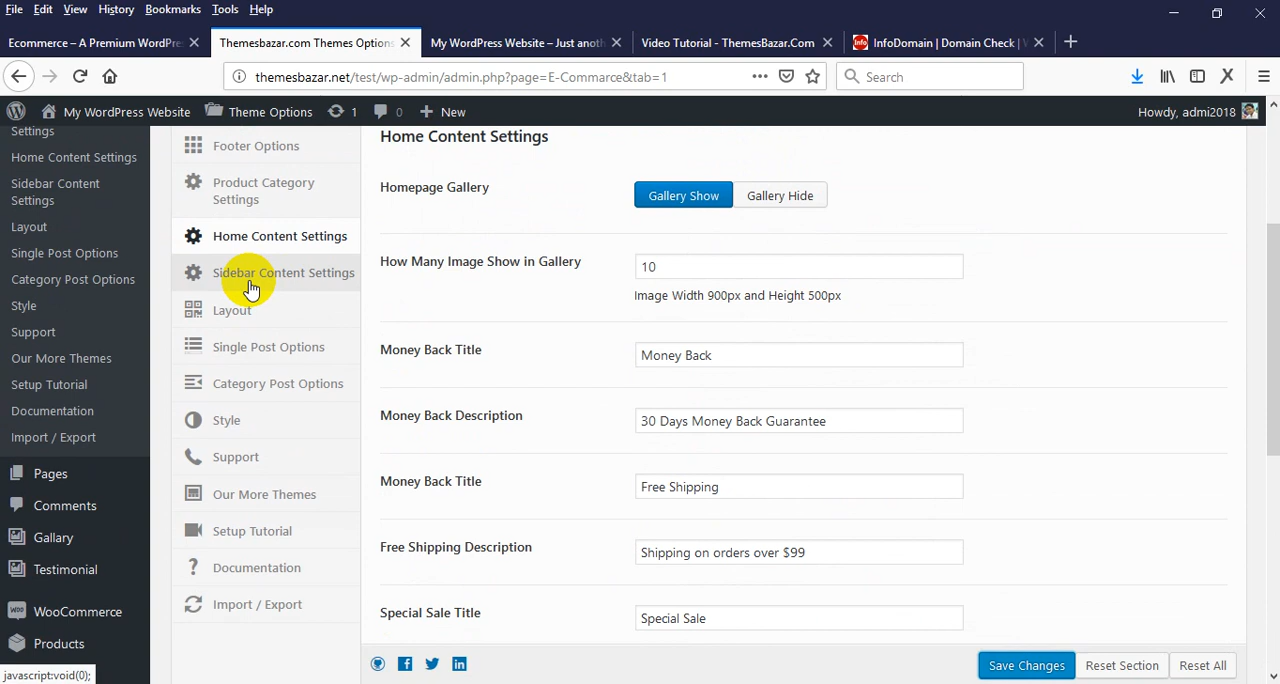 File Edit View History Bookmarks Tools Help
Ecommerce – A Premium WordPre
Themesbazar.com Themes Options
My WordPress Website – Just anoth
Video Tutorial - ThemesBazar.Com
Info InfoDomain | Domain Check |
themesbazar.net/test/wp-admin/admin.php?page=E-Commerce&tab=1
Search
My WordPress Website
Theme Options
1
0
New
Howdy, admi2018
Settings
Home Content Settings
Sidebar Content
Settings
Layout
Single Post Options
Category Post Options
Style
Support
Our More Themes
Setup Tutorial
Documentation
Import / Export
Pages
Comments
Gallary
Testimonial
WooCommerce
Products
javascript:void(0);
Footer Options
Product Category
Settings
Home Content Settings
Sidebar Content Settings
Layout
Single Post Options
Category Post Options
Style
Support
Our More Themes
Setup Tutorial
Documentation
Import / Export
Home Content Settings
Homepage Gallery
Gallery Show
Gallery Hide
How Many Image Show in Gallery
10
Image Width 900px and Height 500px
Money Back Title
Money Back
Money Back Description
30 Days Money Back Guarantee
Money Back Title
Free Shipping
Free Shipping Description
Shipping on orders over $99
Special Sale Title
Special Sale
Save Changes
Reset Section
Reset All